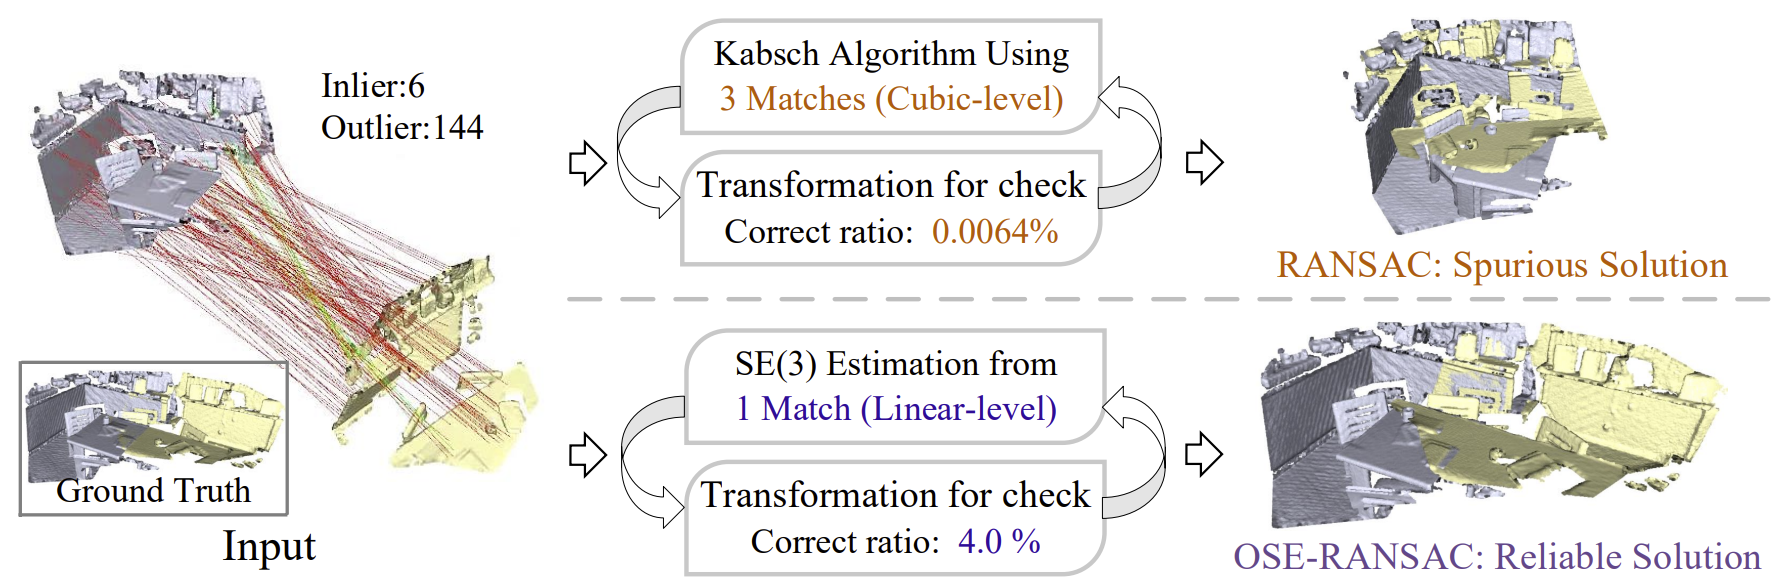 Inlier:6
Outlier:144
Ground Truth
Input
Kabsch Algorithm Using
3 Matches (Cubic-level)
Transformation for check
Correct ratio: 0.0064%
RANSAC: Spurious Solution
SE(3) Estimation from
1 Match (Linear-level)
Transformation for check
Correct ratio: 4.0 %
OSE-RANSAC: Reliable Solution